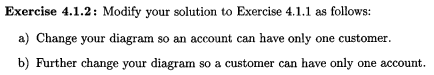 Exercise 4.1.2: Modify your solution to Exercise 4.1.1 as follows:
a) Change your diagram so an account can have only one customer.
b) Further change your diagram so a customer can have only one account.